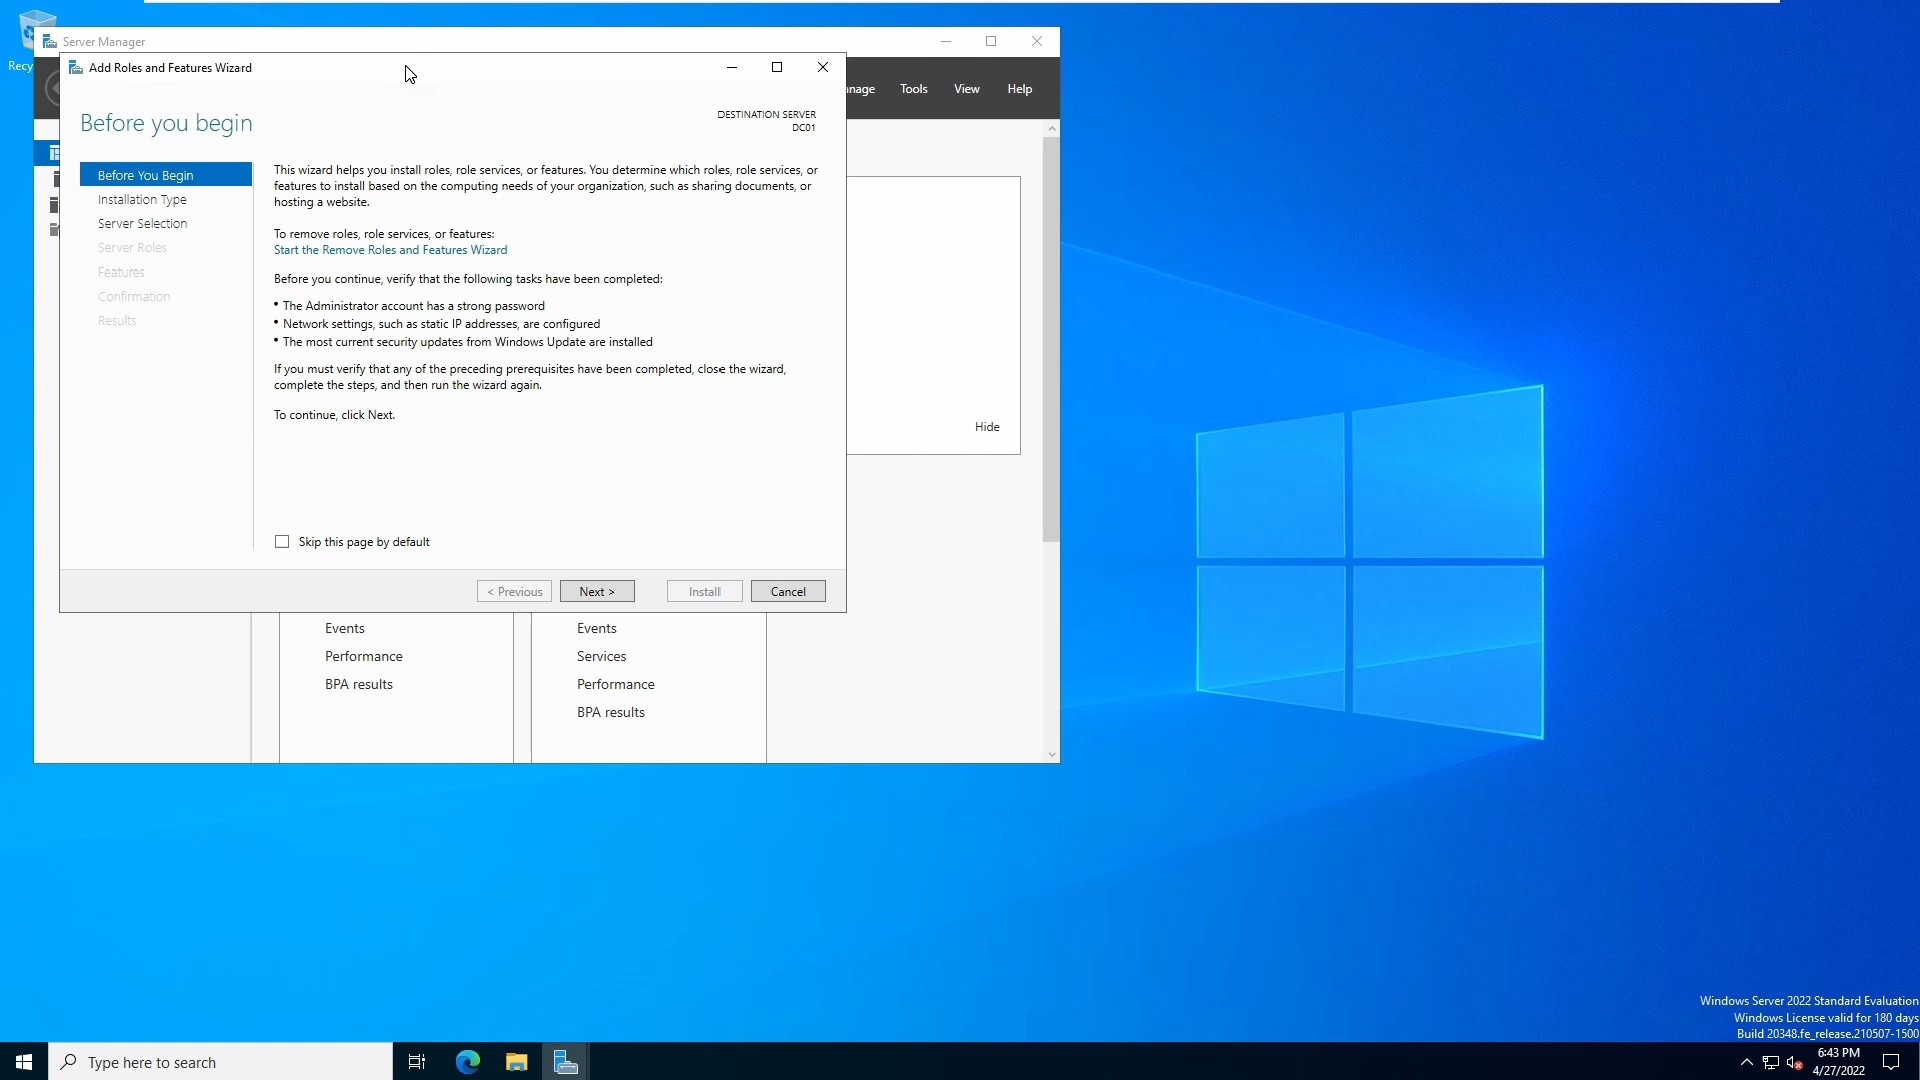 Recy
Server Manager
Add Roles and Features Wizard
Tools
View
Help
Before you begin
DESTINATION SERVER
DC01
Before You Begin
Installation Type
Server Selection
Server Roles
Features
Confirmation
Results
This wizard helps you install roles, role services, or features. You determine which roles, role services, or
features to install based on the computing needs of your organization, such as sharing documents, or
hosting a website.
To remove roles, role services, or features:
Start the Remove Roles and Features Wizard
Before you continue, verify that the following tasks have been completed:
• The Administrator account has a strong password
• Network settings, such as static IP addresses, are configured
• The most current security updates from Windows Update are installed
If you must verify that any of the preceding prerequisites have been completed, close the wizard,
complete the steps, and then run the wizard again.
To continue, click Next.
Hide
Skip this page by default
< Previous
Next >
Install
Cancel
Events
Performance
BPA results
Events
Services
Performance
BPA results
Windows Server 2022 Standard Evaluation
Windows License valid for 180 days
Build 20348.fe_release.210507-1500
Type here to search
6:43 PM
4/27/2022